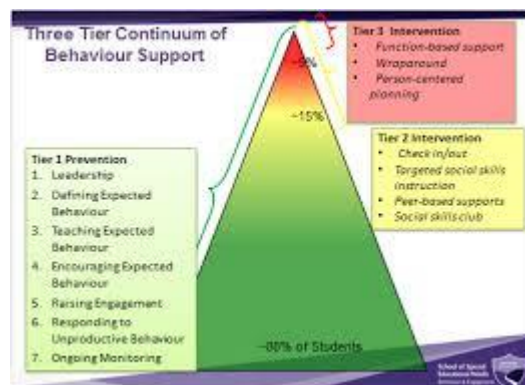 Three Tier Continuum of
Behaviour Support
Tier 3 Intervention
• Function-based support
• Wraparound
• Person-centered
planning
~5%
~15%
Tier 2 Intervention
• Check in/out
• Targeted social skills
instruction
• Peer-based supports
• Social skills club
Tier 1 Prevention
1. Leadership
2. Defining Expected
Behaviour
3. Teaching Expected
Behaviour
4. Encouraging Expected
Behaviour
5. Raising Engagement
6. Responding to
Unproductive Behaviour
7. Ongoing Monitoring
of Students
School of Special
Educational Needs